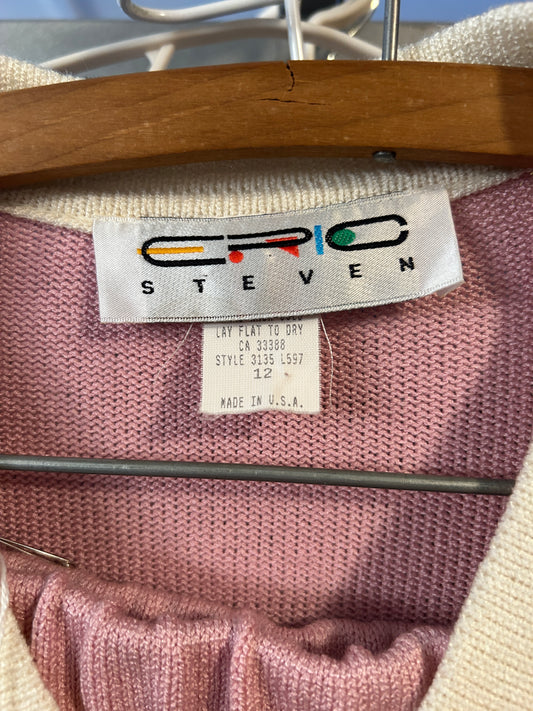 ERIC
STEVEN
LAY FLAT TO DRY
CA 33388
STYLE 3135 L597
12
MADE IN U.S.A.